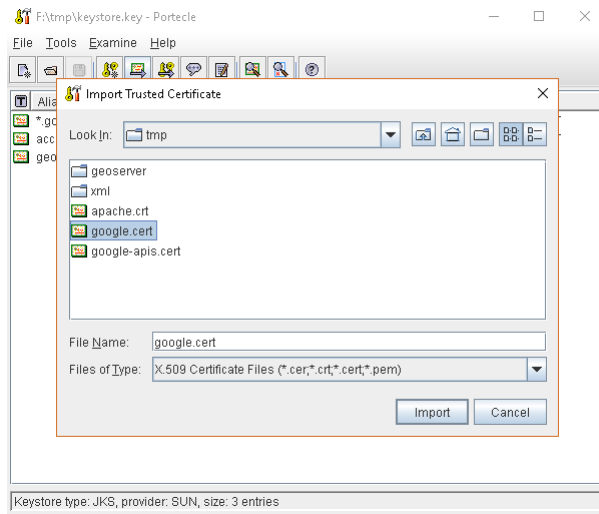 F:\tmp\keystore.key - Portecle
File Tools Examine Help
Import Trusted Certificate
Look In: tmp
geoserver
xml
apache.crt
google.cert
google-apis.cert
File Name: google.cert
Files of Type: X.509 Certificate Files (*.cer;*.crt;*.cert;*.pem)
Import Cancel
Keystore type: JKS, provider: SUN, size: 3 entries